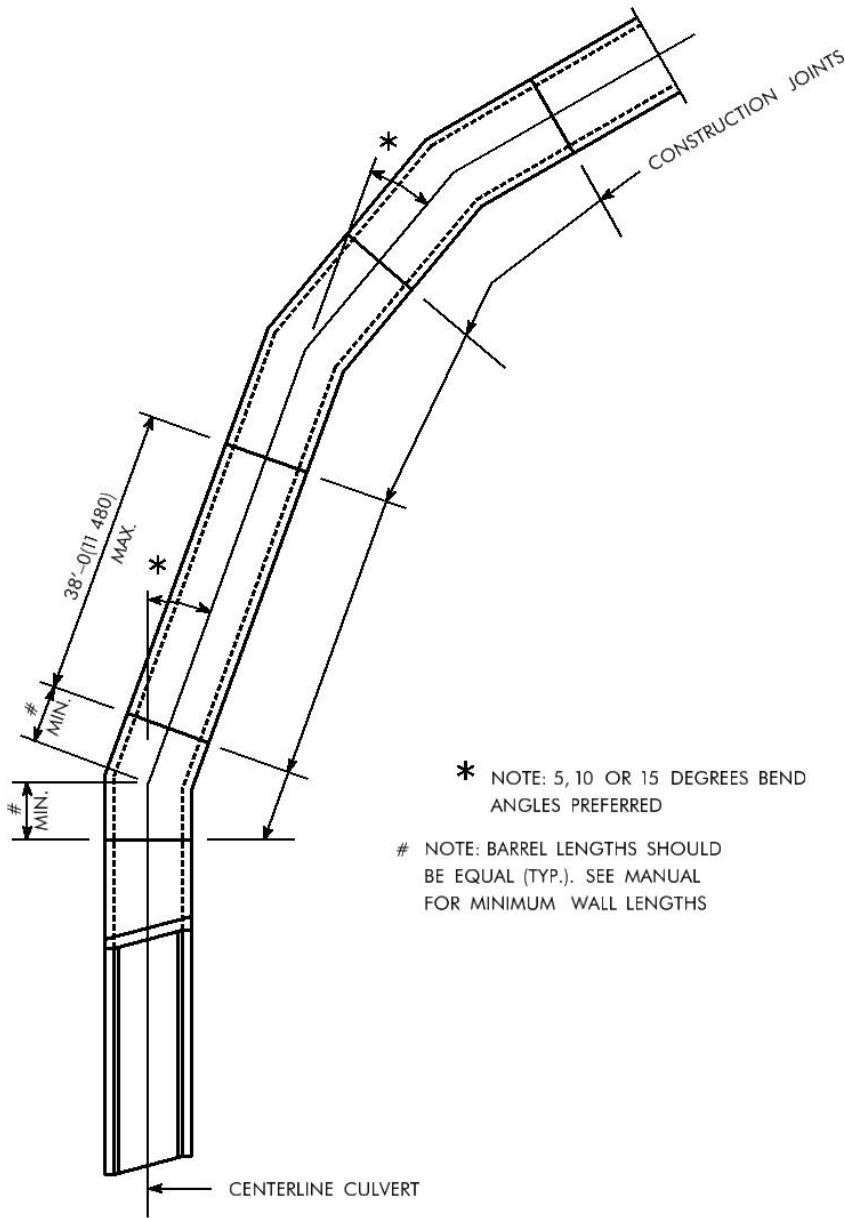 *
CONSTRUCTION JOINTS
38'-0(11 480)
MAX.
*
#
MIN.
#
MIN.
* NOTE: 5, 10 OR 15 DEGREES BEND
ANGLES PREFERRED
# NOTE: BARREL LENGTHS SHOULD
BE EQUAL (TYP.). SEE MANUAL
FOR MINIMUM WALL LENGTHS
CENTERLINE CULVERT